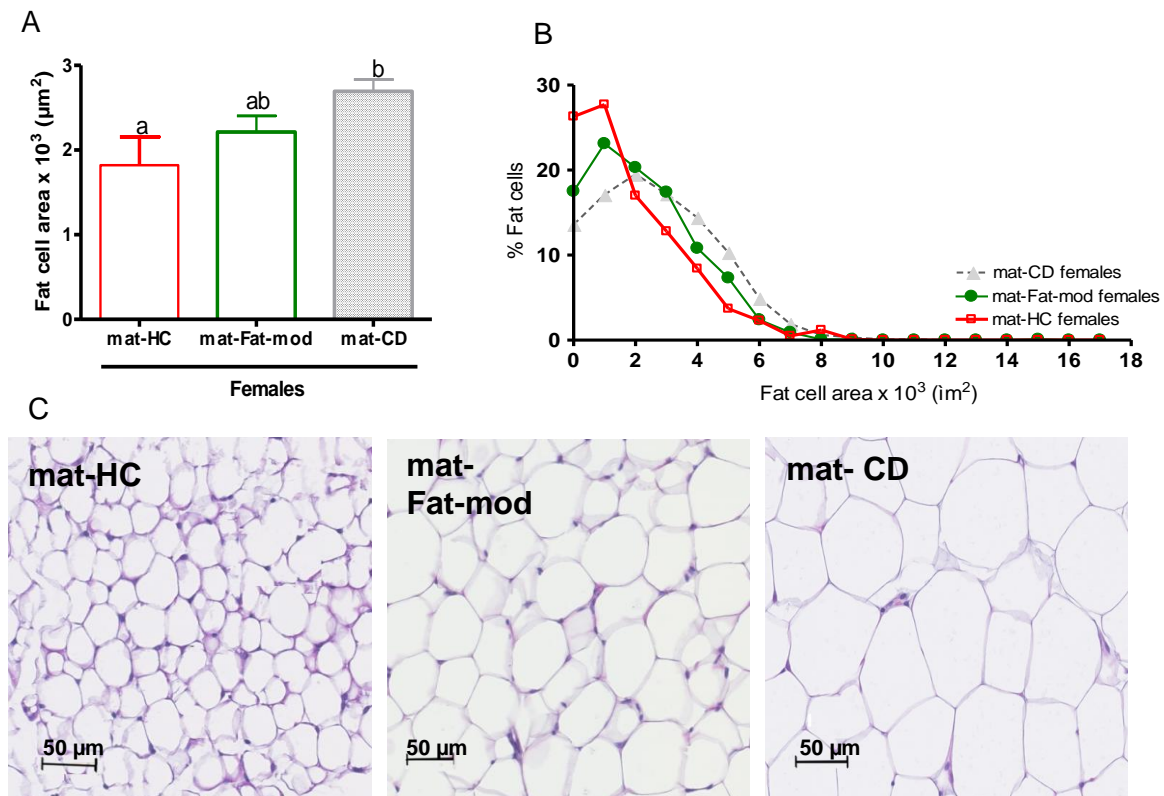 A
Fat cell area x 10³ (µm²)
3
2
1
0
a
ab
b
mat-HC mat-Fat-mod mat-CD
Females
B
% Fat cells
30
20
10
0
0 2 4 6 8 10 12 14 16 18
Fat cell area x 10³ (ìm²)
mat-CD females
mat-Fat-mod females
mat-HC females
C
mat-HC
50 µm
mat-
Fat-mod
50 µm
mat- CD
50 µm